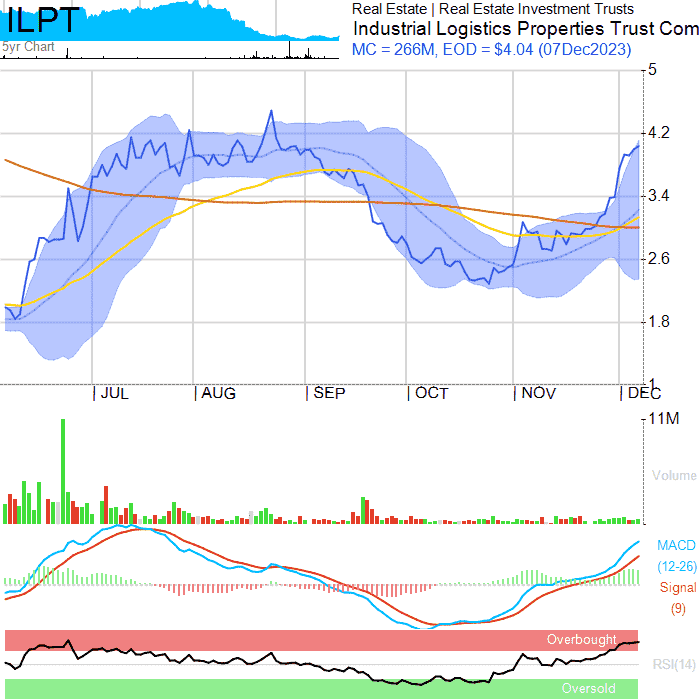 ILPT
5yr Chart
Real Estate | Real Estate Investment Trusts
Industrial Logistics Properties Trust Com
MC = 266M, EOD = $4.04 (07Dec2023)
5
4.2
3.4
2.6
1.8
1
JUL
AUG
SEP
OCT
NOV
DEC
11M
Volume
MACD
(12-26)
Signal
(9)
Overbought
RSI(14)
Oversold